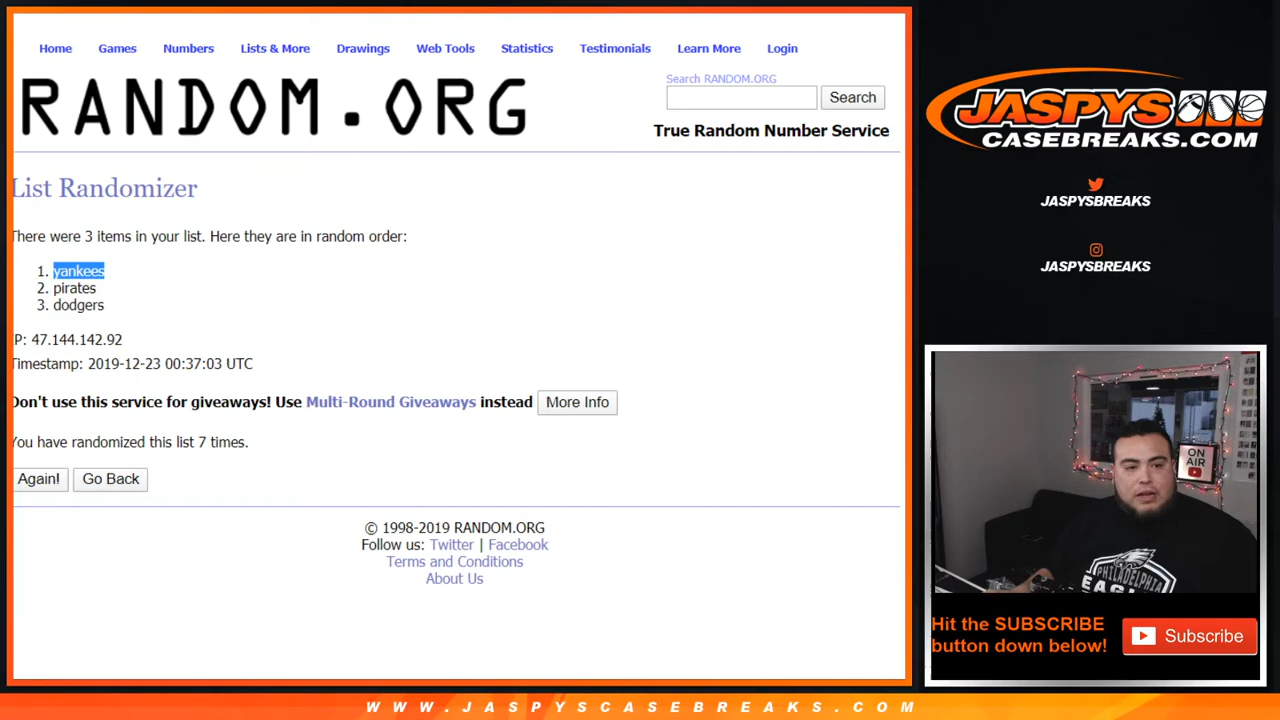 Home Games Numbers Lists & More Drawings Web Tools Statistics Testimonials Learn More Login
RANDOM.ORG
Search RANDOM.ORG
Search
True Random Number Service
List Randomizer
There were 3 items in your list. Here they are in random order:
1. yankees
2. pirates
3. dodgers
IP: 47.144.142.92
Timestamp: 2019-12-23 00:37:03 UTC
Don't use this service for giveaways! Use Multi-Round Giveaways instead More Info
You have randomized this list 7 times.
Again! Go Back
© 1998-2019 RANDOM.ORG
Follow us: Twitter | Facebook
Terms and Conditions
About Us
JASPYS
CASEBREAKS.COM
JASPYSBREAKS
JASPYSBREAKS
ON
AIR
PHILADELPHIA
EAGLE
Hit the SUBSCRIBE
button down below!
Subscribe
WWW.JASPYSCASEBREAKS.COM